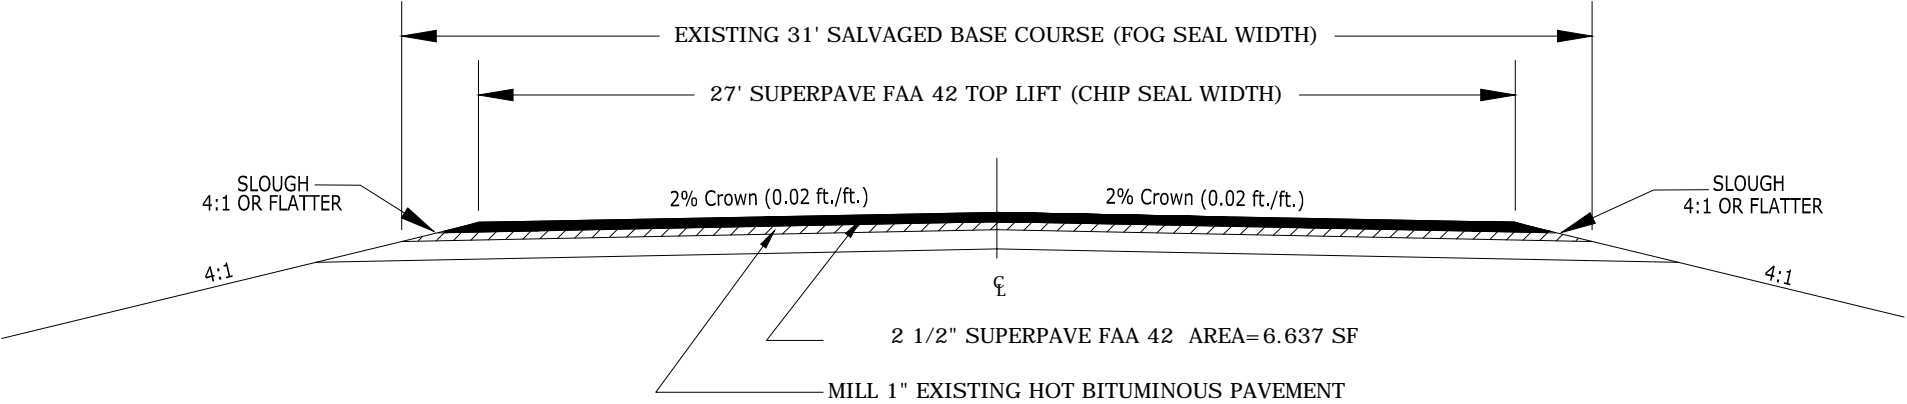 EXISTING 31' SALVAGED BASE COURSE (FOG SEAL WIDTH)
27' SUPERPAVE FAA 42 TOP LIFT (CHIP SEAL WIDTH)
SLOUGH
4:1 OR FLATTER
2% Crown (0.02 ft./ft.)
2% Crown (0.02 ft./ft.)
SLOUGH
4:1 OR FLATTER
4:1
4:1
℄
2 1/2" SUPERPAVE FAA 42 AREA=6.637 SF
MILL 1" EXISTING HOT BITUMINOUS PAVEMENT